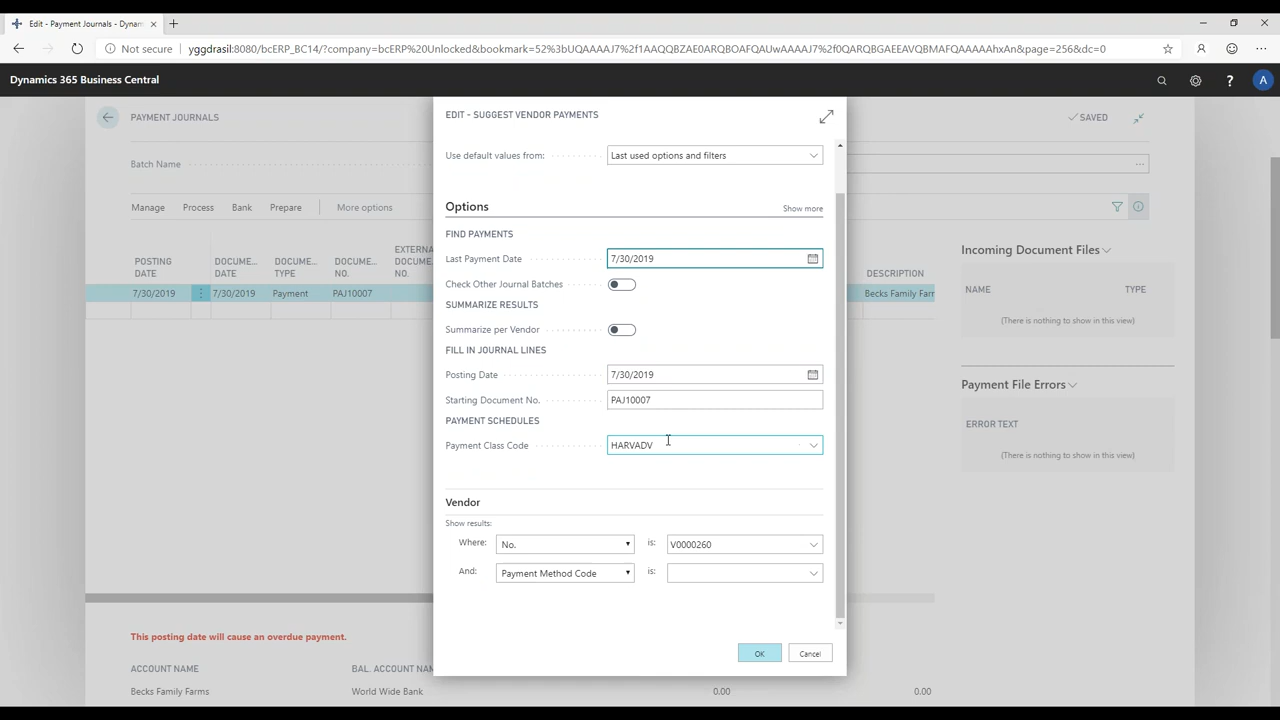 Edit - Payment Journals - Dynam
Not secure
yggdrasil:8080/bcERP_BC14/?company=bcERP%20Unlocked&bookmark=52%3bUQAAAAJ7%2f1AAQQBZAE0ARQBOAFQAUwAAAAJ7%2f0QARQBGAEEAVQBMAFQAAAAAhxAn&page=256&dc=0
Dynamics 365 Business Central
?
A
PAYMENT JOURNALS
SAVED
Batch Name
Manage Process Bank Prepare More options
POSTING DATE
DOCUME... DATE
DOCUME... TYPE
DOCUME... NO.
EXTERNA DOCUME NO.
DESCRIPTION
7/30/2019 7/30/2019 Payment PAJ10007 Becks Family Farm
This posting date will cause an overdue payment.
ACCOUNT NAME BAL. ACCOUNT NAM
Becks Family Farms World Wide Bank 0.00 0.00
EDIT - SUGGEST VENDOR PAYMENTS
Use default values from: Last used options and filters
Options Show more
FIND PAYMENTS
Last Payment Date 7/30/2019
Check Other Journal Batches
SUMMARIZE RESULTS
Summarize per Vendor
FILL IN JOURNAL LINES
Posting Date 7/30/2019
Starting Document No. PAJ10007
PAYMENT SCHEDULES
Payment Class Code HARVADV
Vendor
Show results:
Where: No. is: V0000260
And: Payment Method Code is:
OK Cancel
Incoming Document Files
NAME TYPE
(There is nothing to show in this view)
Payment File Errors
ERROR TEXT
(There is nothing to show in this view)